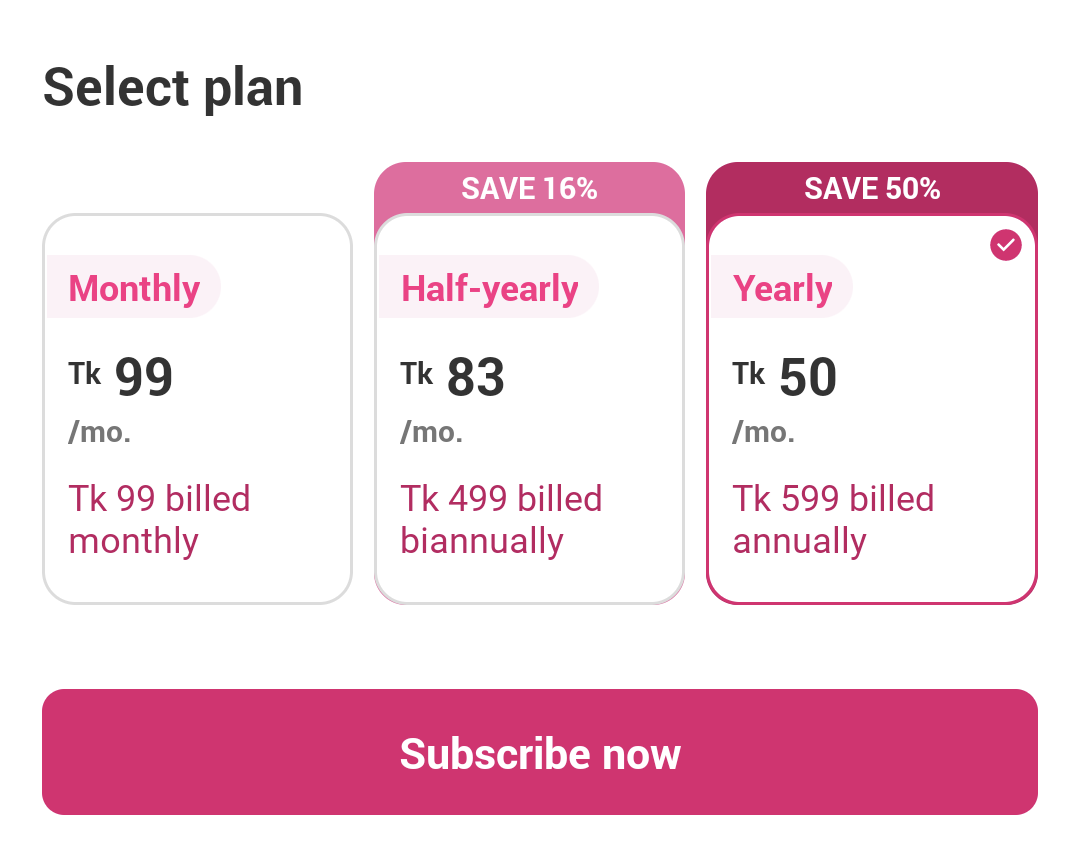 Select plan
SAVE 16%
SAVE 50%
Monthly
Half-yearly
Yearly
Tk 99
Tk 83
Tk 50
/mo.
/mo.
/mo.
Tk 99 billed
monthly
Tk 499 billed
biannually
Tk 599 billed
annually
Subscribe now